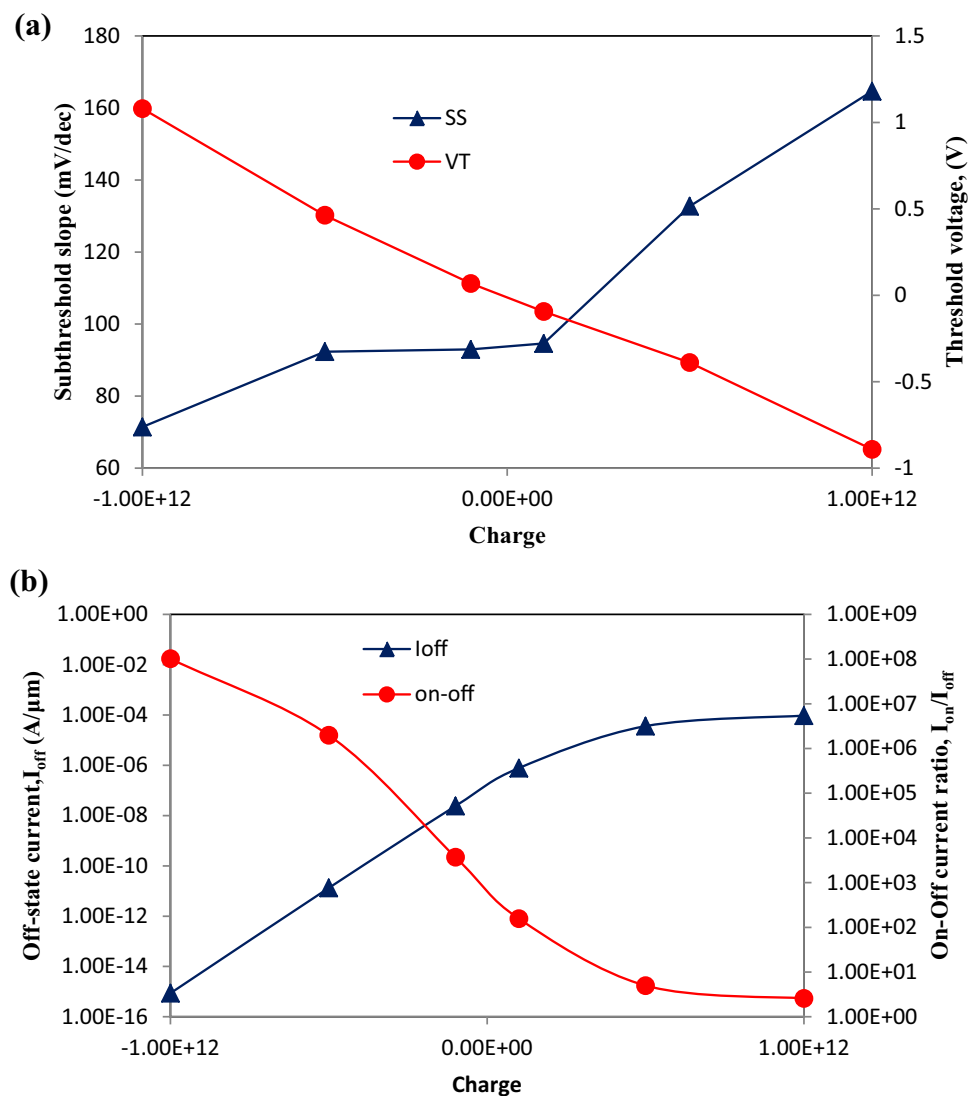 (a)
180
160
140
120
100
80
60
Subthreshold slope (mV/dec)
SS
VT
1.5
1
0.5
0
-0.5
-1
Threshold voltage, (V)
-1.00E+12
0.00E+00
1.00E+12
Charge
(b)
1.00E+00
1.00E-02
1.00E-04
1.00E-06
1.00E-08
1.00E-10
1.00E-12
1.00E-14
1.00E-16
Off-state current,Ioff (A/μm)
Ioff
on-off
1.00E+09
1.00E+08
1.00E+07
1.00E+06
1.00E+05
1.00E+04
1.00E+03
1.00E+02
1.00E+01
1.00E+00
On-Off current ratio, Ion/Ioff
-1.00E+12
0.00E+00
1.00E+12
Charge